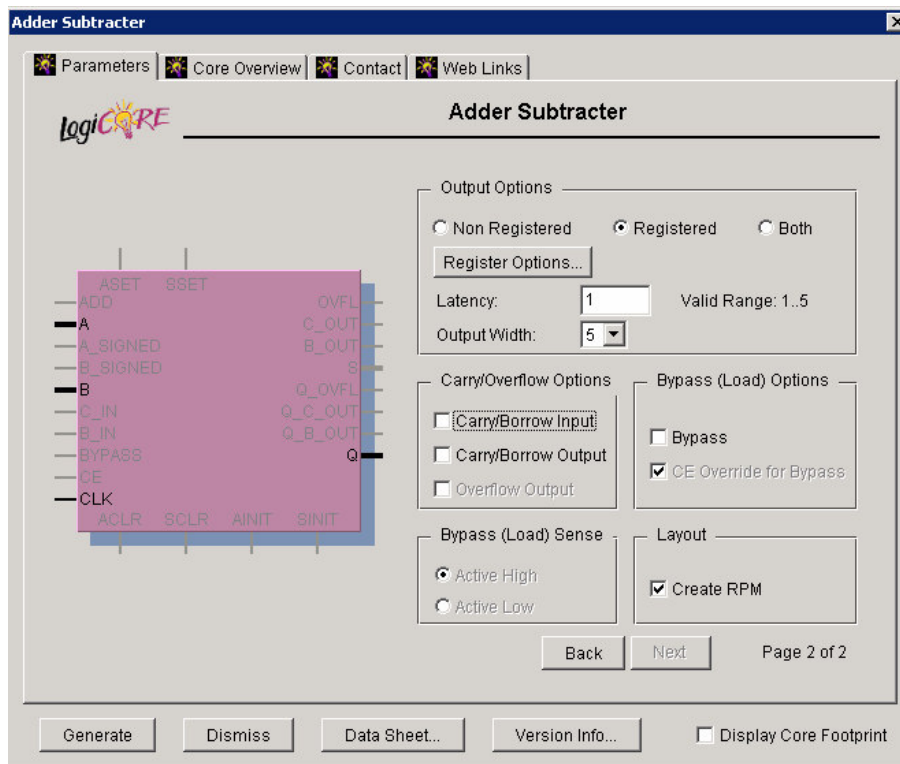 Adder Subtracter
Parameters
Core Overview
Contact
Web Links
LogiCORE
Adder Subtracter
ASET SSET
ADD
A
A_SIGNED
B_SIGNED
B
C_IN
B_IN
BYPASS
CE
CLK
OVFL
C_OUT
B_OUT
S
Q_OVFL
Q_C_OUT
Q_B_OUT
Q
ACLR SCLR AINIT SINIT
Output Options
Non Registered Registered Both
Register Options...
Latency: 1 Valid Range: 1..5
Output Width: 5
Carry/Overflow Options
Carry/Borrow Input
Carry/Borrow Output
Overflow Output
Bypass (Load) Options
Bypass
CE Override for Bypass
Bypass (Load) Sense
Active High
Active Low
Layout
Create RPM
Back Next Page 2 of 2
Generate Dismiss Data Sheet... Version Info... Display Core Footprint